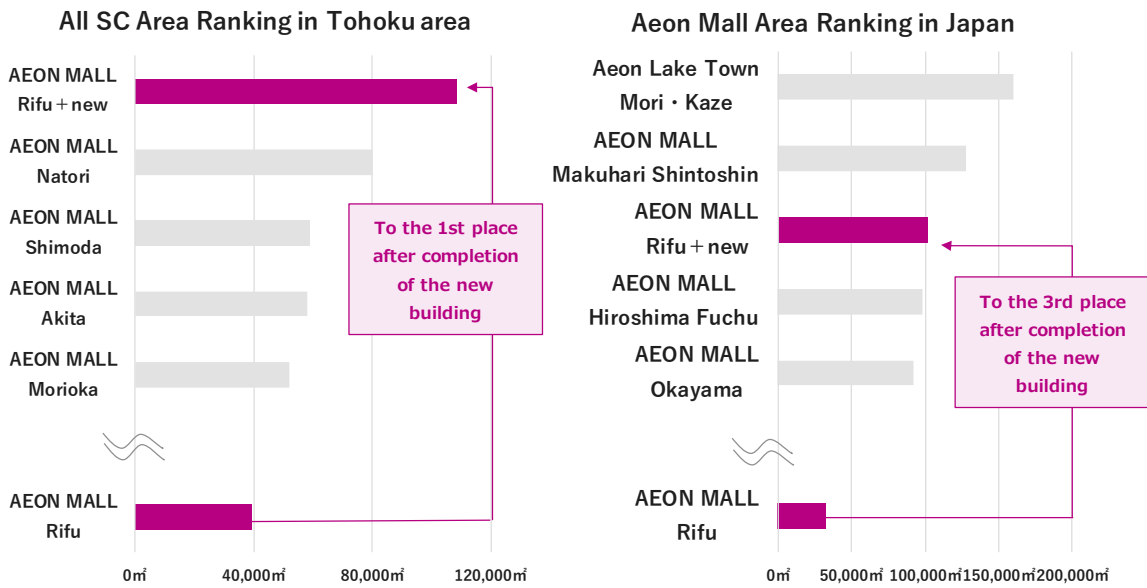 All SC Area Ranking in Tohoku area
AEON MALL
Rifu＋new
AEON MALL
Natori
AEON MALL
Shimoda
AEON MALL
Akita
AEON MALL
Morioka
AEON MALL
Rifu
To the 1st place
after completion
of the new
building
0㎡ 40,000㎡ 80,000㎡ 120,000㎡
Aeon Mall Area Ranking in Japan
Aeon Lake Town
Mori・Kaze
AEON MALL
Makuhari Shintoshin
AEON MALL
Rifu＋new
AEON MALL
Hiroshima Fuchu
AEON MALL
Okayama
AEON MALL
Rifu
To the 3rd place
after completion
of the new
building
0㎡ 50,000㎡ 100,000㎡ 150,000㎡ 200,000㎡